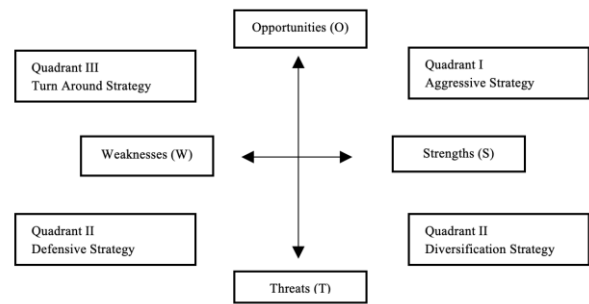 Opportunities (O)
Quadrant III
Turn Around Strategy
Quadrant I
Aggressive Strategy
Weaknesses (W)
Strengths (S)
Quadrant II
Defensive Strategy
Quadrant II
Diversification Strategy
Threats (T)